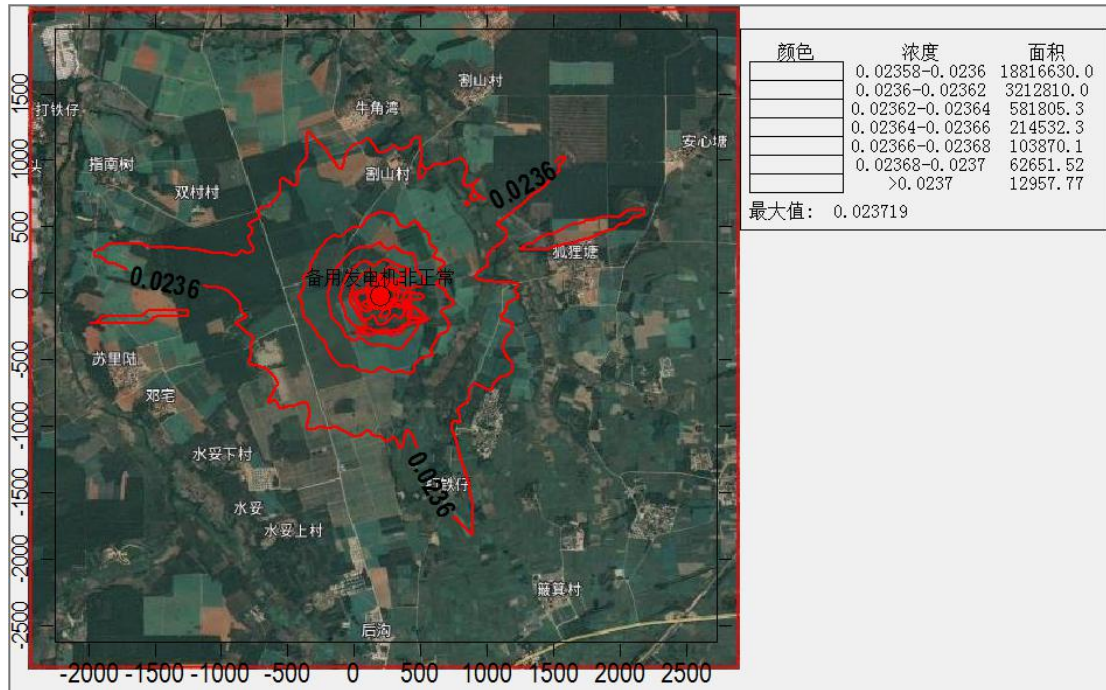 颜色 浓度 面积
0.02358-0.0236 18816630.0
0.0236-0.02362 3212810.0
0.02362-0.02364 581805.3
0.02364-0.02366 214532.3
0.02366-0.02368 103870.1
0.02368-0.0237 62651.52
>0.0237 12957.77
最大值: 0.023719
割山村
牛角湾
打铁仔
安心塘
指南树
割山村
头
双村村
0.0236
狐狸塘
备用发电机非正常
0.0236
苏里陆
邓宅
水妥下村
0.0236
铁仔
水妥
水妥上村
簸箕村
后沟
1500
1000
500
0
-500
-1000
-1500
-2000
-2500
-2000 -1500 -1000 -500 0 500 1000 1500 2000 2500